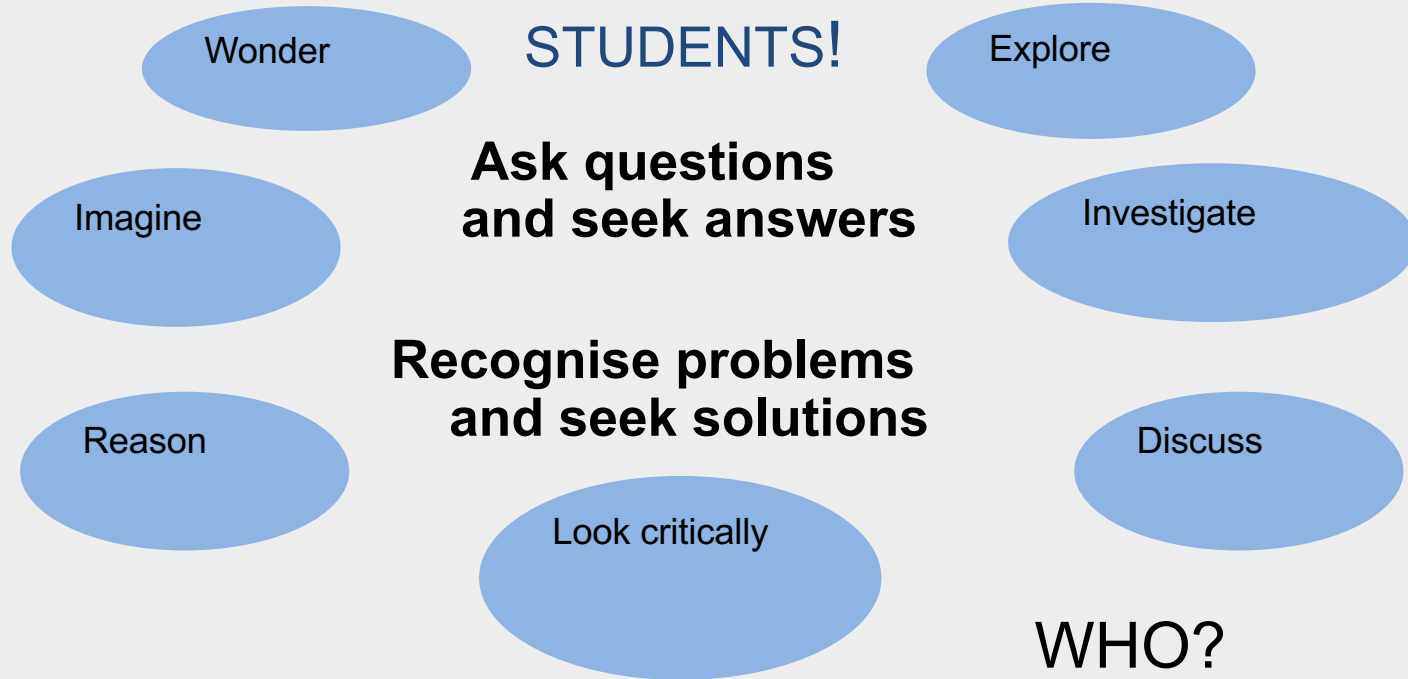 Wonder
STUDENTS!
Explore
Ask questions
and seek answers
Imagine
Investigate
Recognise problems
and seek solutions
Reason
Discuss
Look critically
WHO?